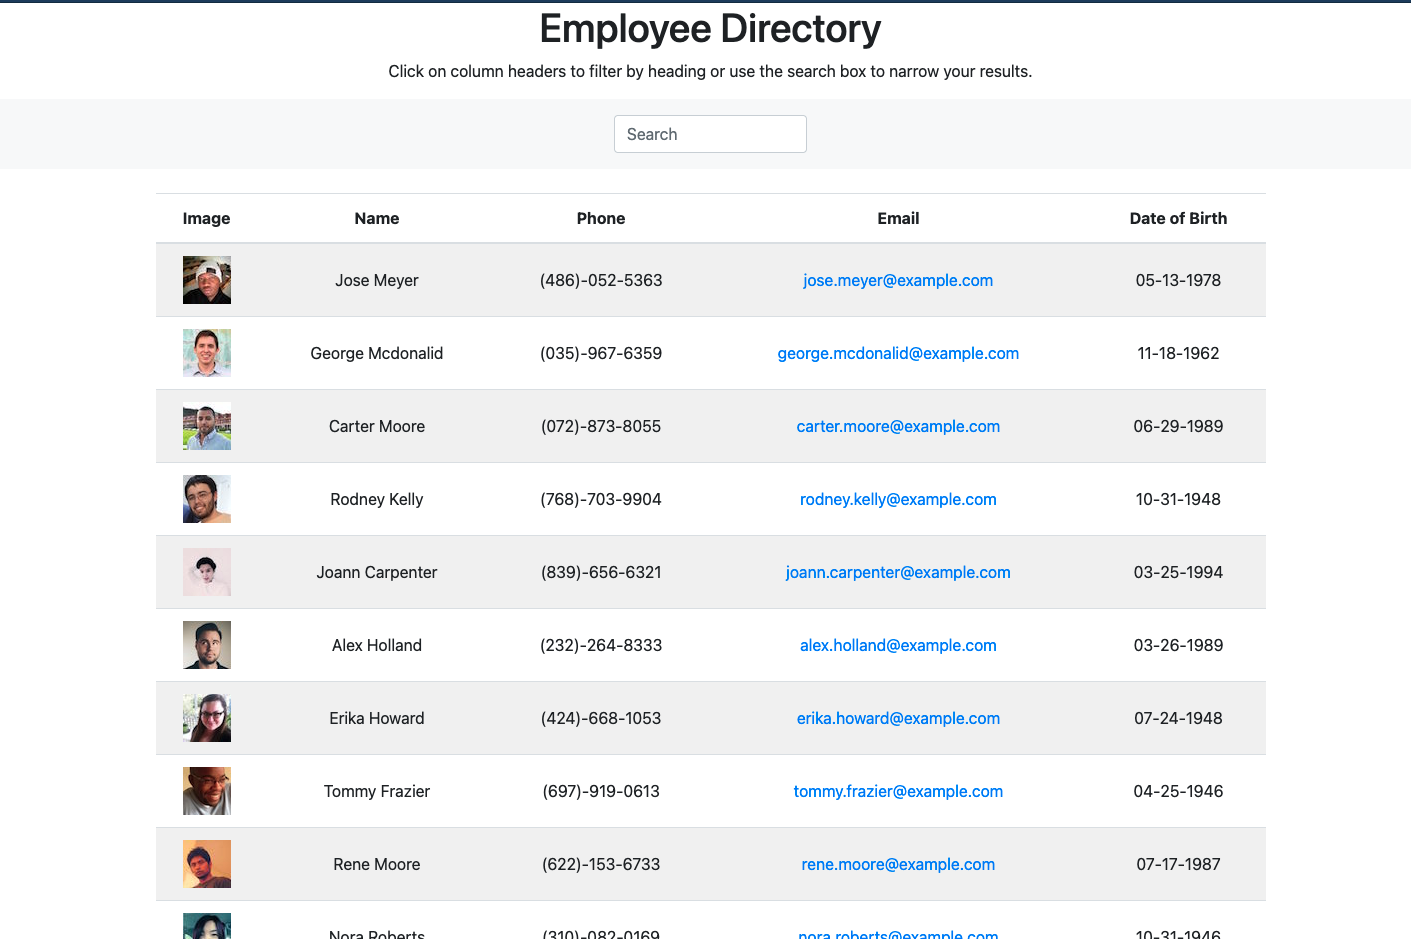 Employee Directory
Click on column headers to filter by heading or use the search box to narrow your results.
Search
Image Name Phone Email Date of Birth
Jose Meyer (486)-052-5363 jose.meyer@example.com 05-13-1978
George Mcdonalid (035)-967-6359 george.mcdonalid@example.com 11-18-1962
Carter Moore (072)-873-8055 carter.moore@example.com 06-29-1989
Rodney Kelly (768)-703-9904 rodney.kelly@example.com 10-31-1948
Joann Carpenter (839)-656-6321 joann.carpenter@example.com 03-25-1994
Alex Holland (232)-264-8333 alex.holland@example.com 03-26-1989
Erika Howard (424)-668-1053 erika.howard@example.com 07-24-1948
Tommy Frazier (697)-919-0613 tommy.frazier@example.com 04-25-1946
Rene Moore (622)-153-6733 rene.moore@example.com 07-17-1987
Nora Roberts (310)-082-0169 nora.roberts@example.com 10-31-1946